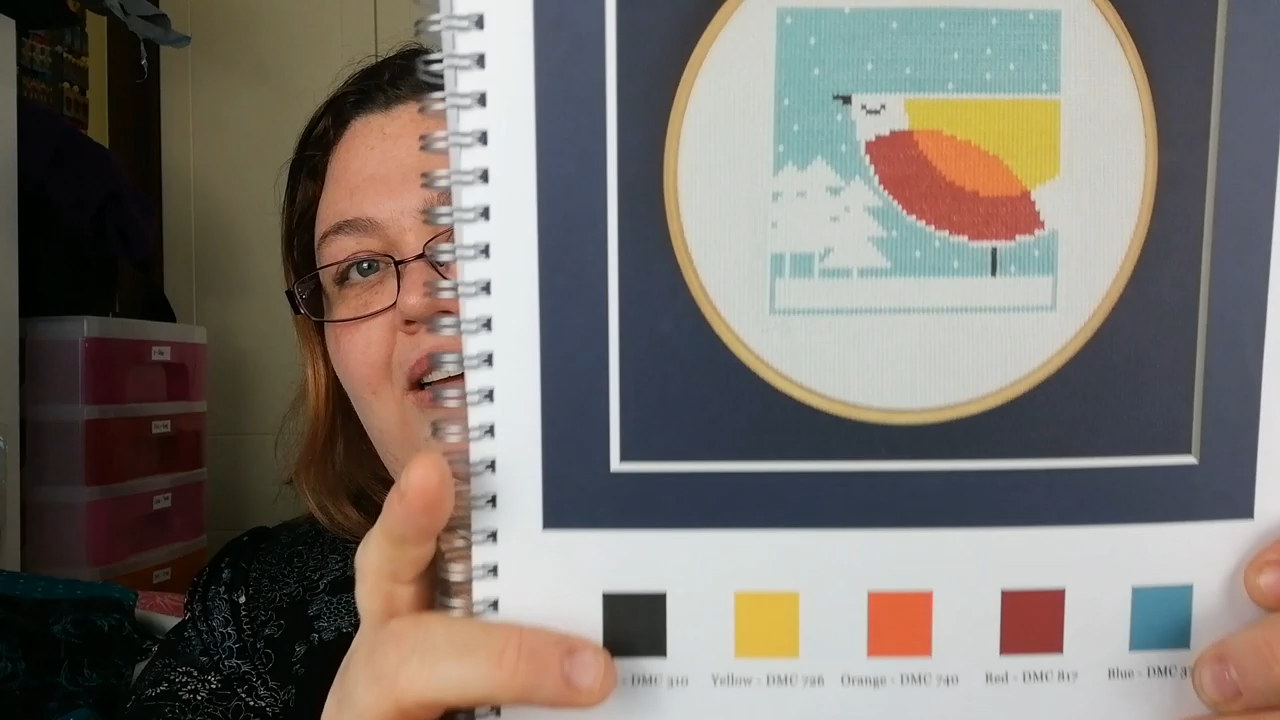 - DMC 310 Yellow - DMC 726 Orange - DMC 740 Red - DMC 817 Blue - DMC